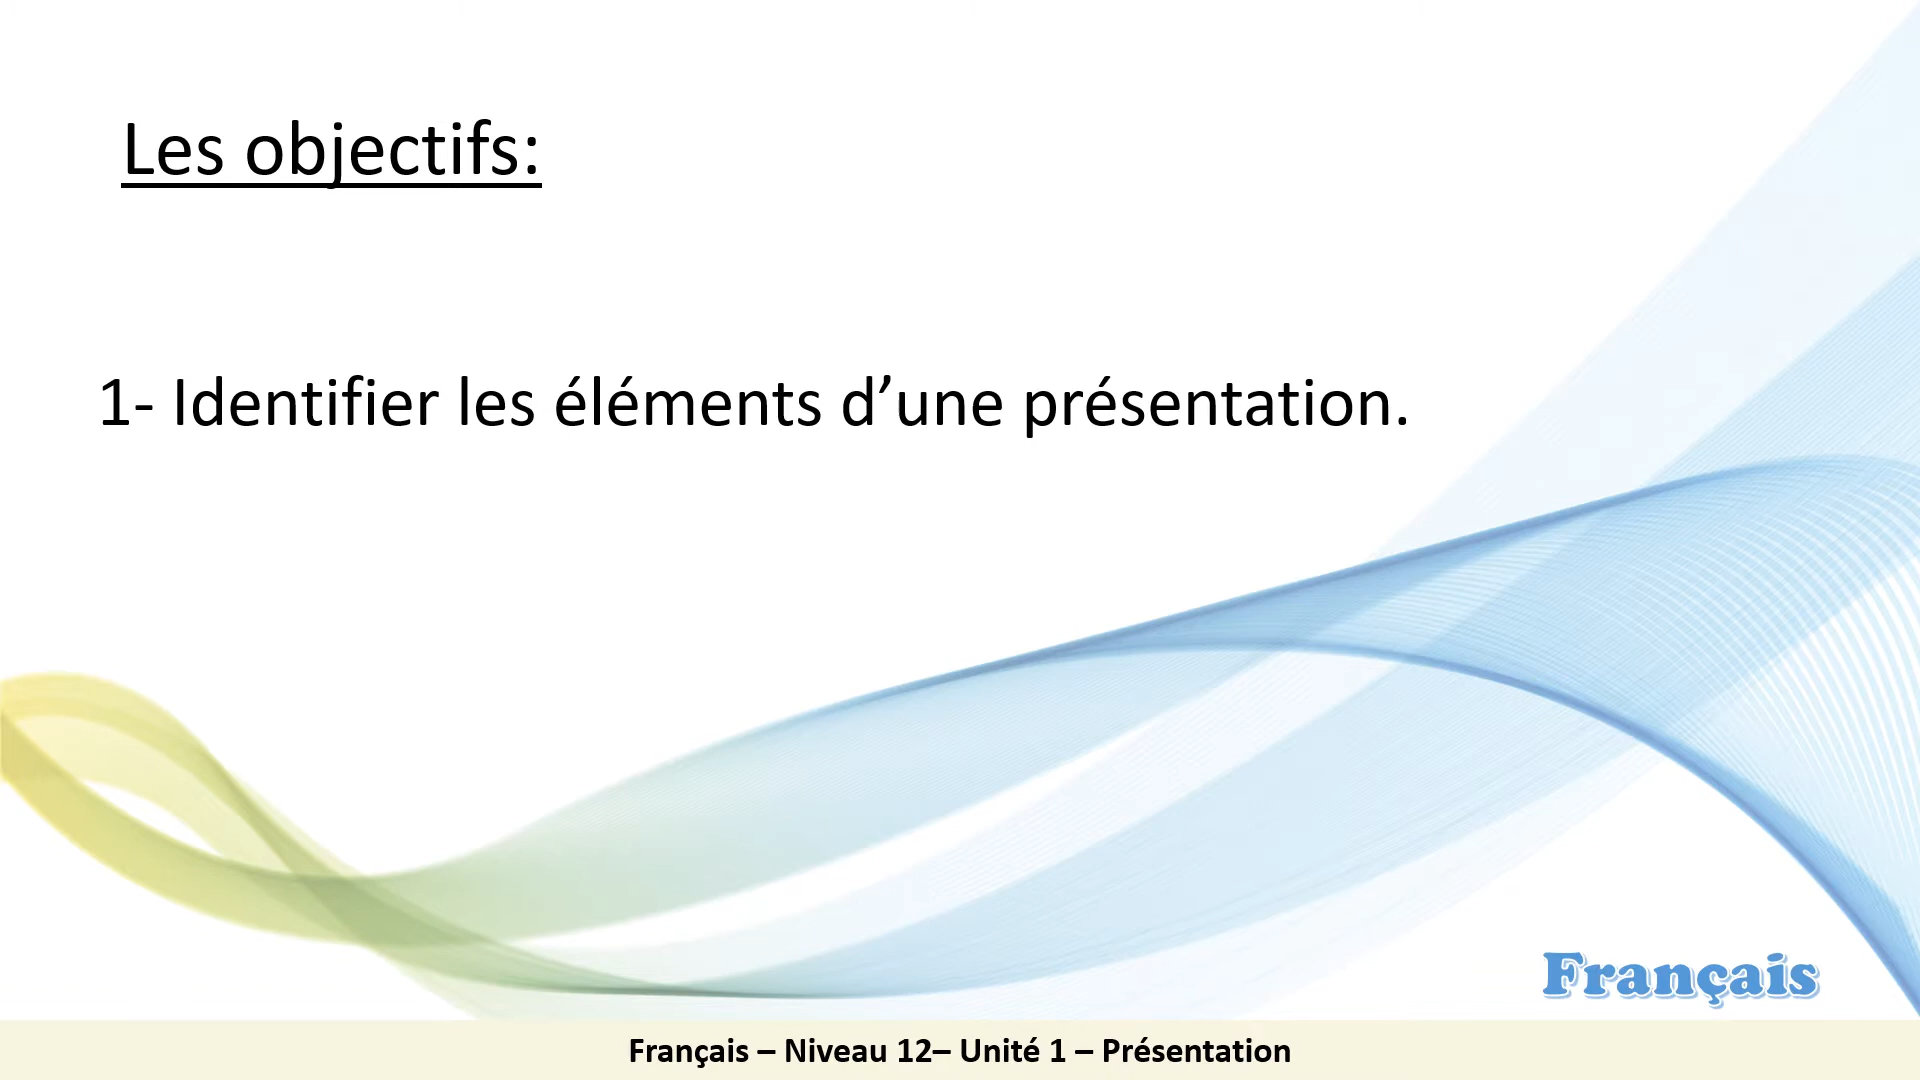 Les objectifs:
1- Identifier les éléments d’une présentation.
Français
Français – Niveau 12– Unité 1 – Présentation